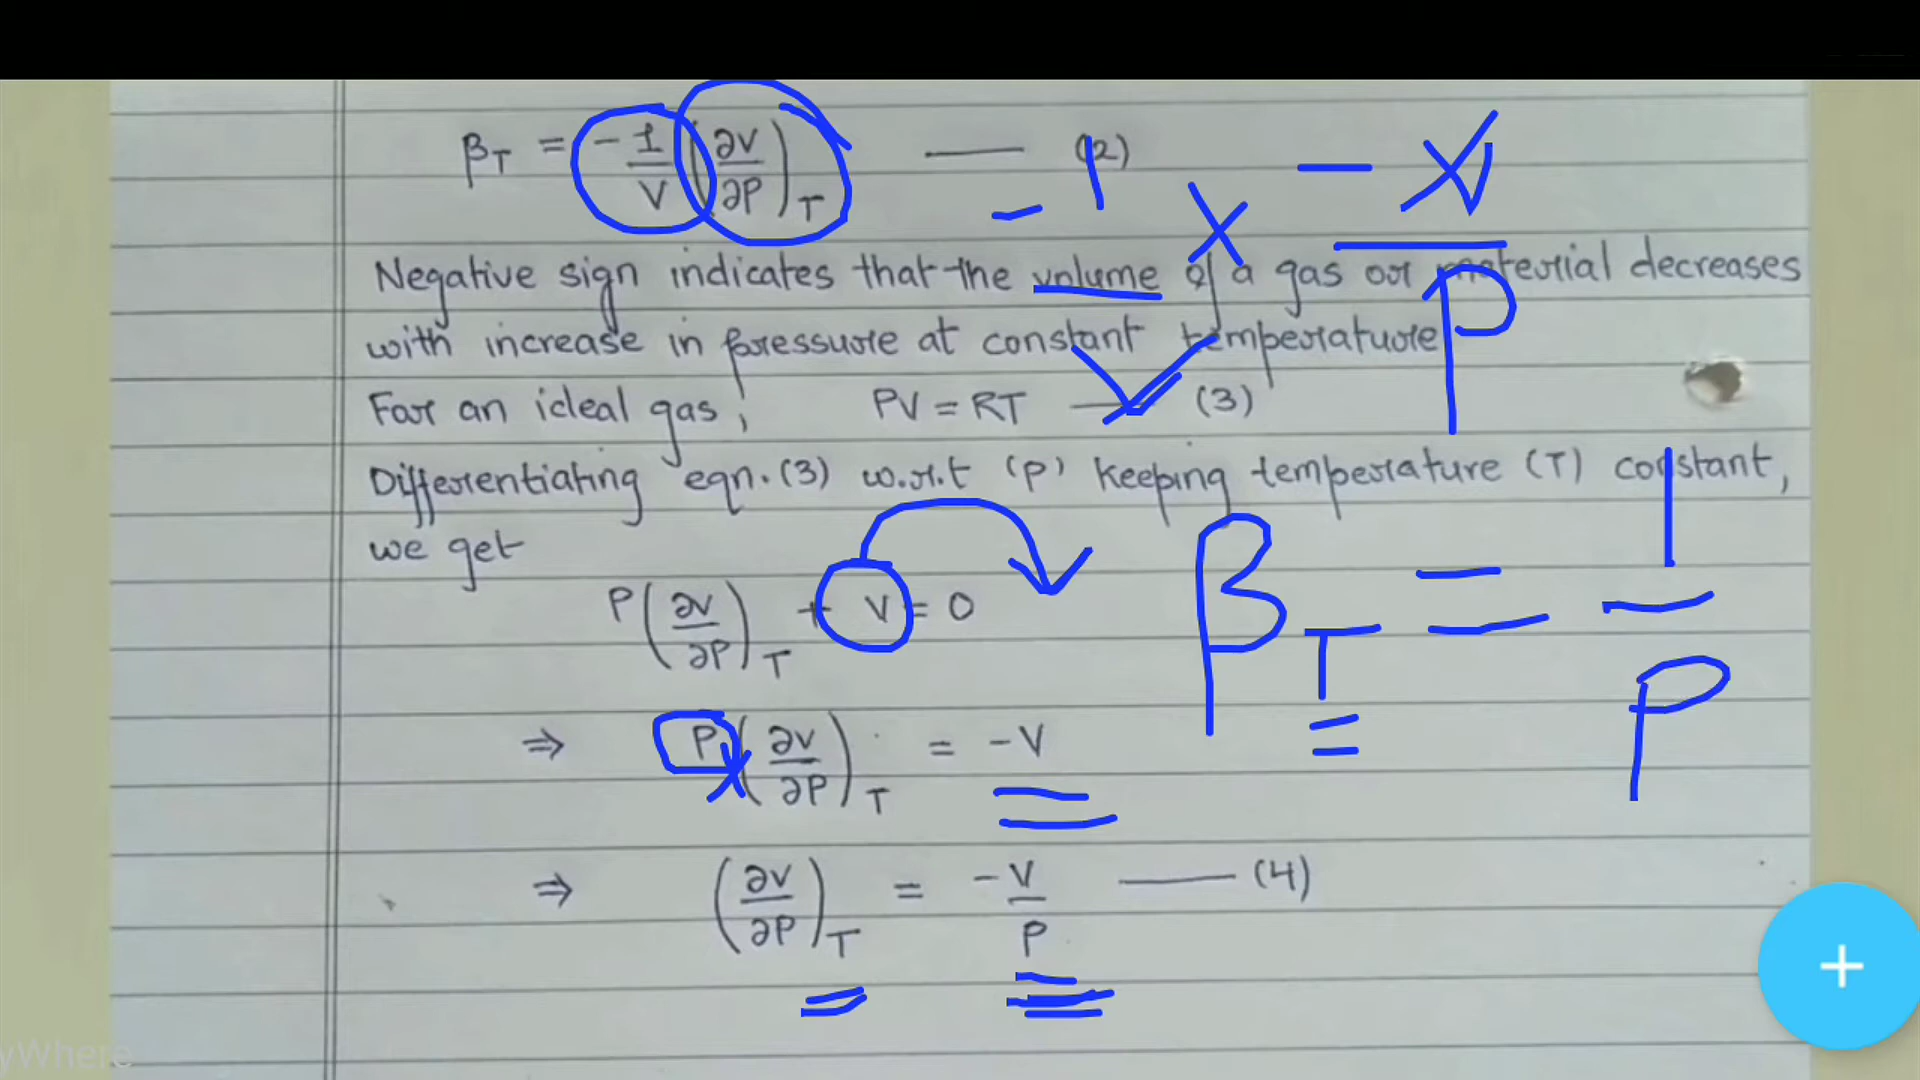 βT = -1/V (∂V/∂P)T —— (2)
- 1 × - V / P
Negative sign indicates that the volume of a gas or material decreases
with increase in pressure at constant temperature
For an ideal gas, PV = RT —— (3)
Differentiating eqn. (3) w.r.t (P) keeping temperature (T) constant,
we get
P(∂V/∂P)T + V = 0
βT = 1/P
⇒ P(∂V/∂P)T = -V
⇒ (∂V/∂P)T = -V/P —— (4)
+
yWhere